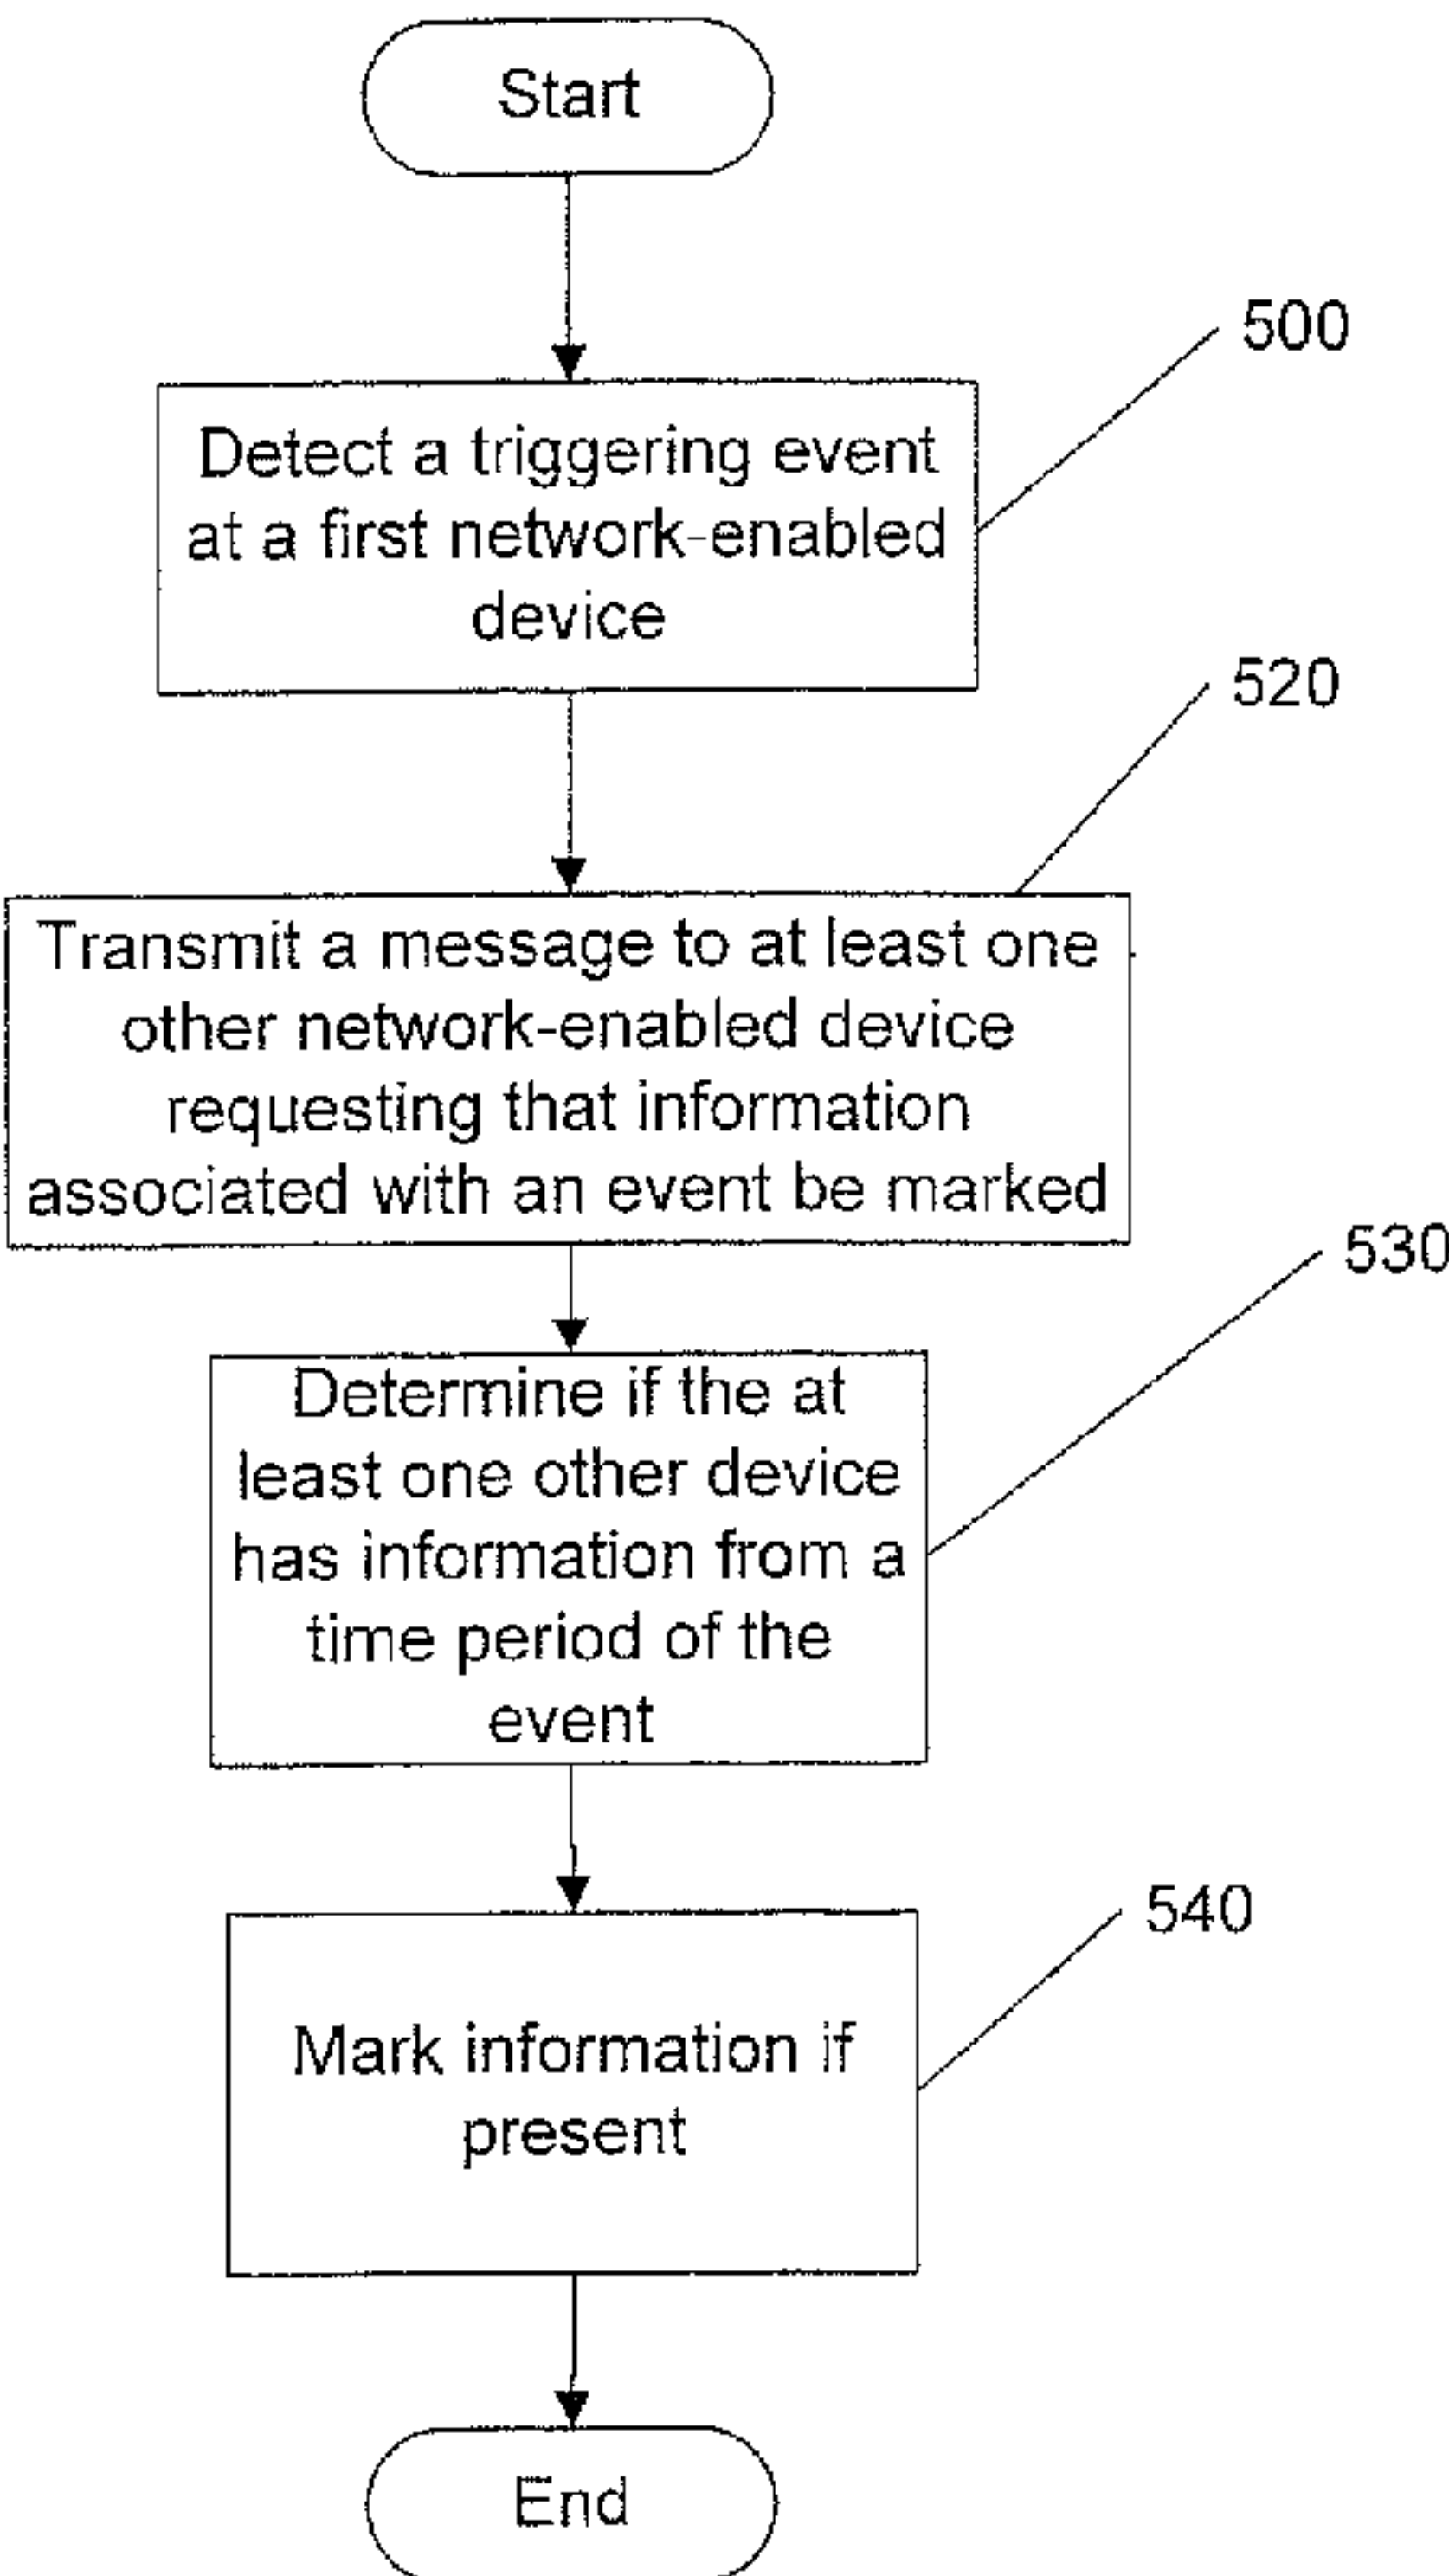 Start
500
Detect a triggering event
at a first network-enabled
device
520
Transmit a message to at least one
other network-enabled device
requesting that information
associated with an event be marked
530
Determine if the at
least one other device
has information from a
time period of the
event
540
Mark information if
present
End